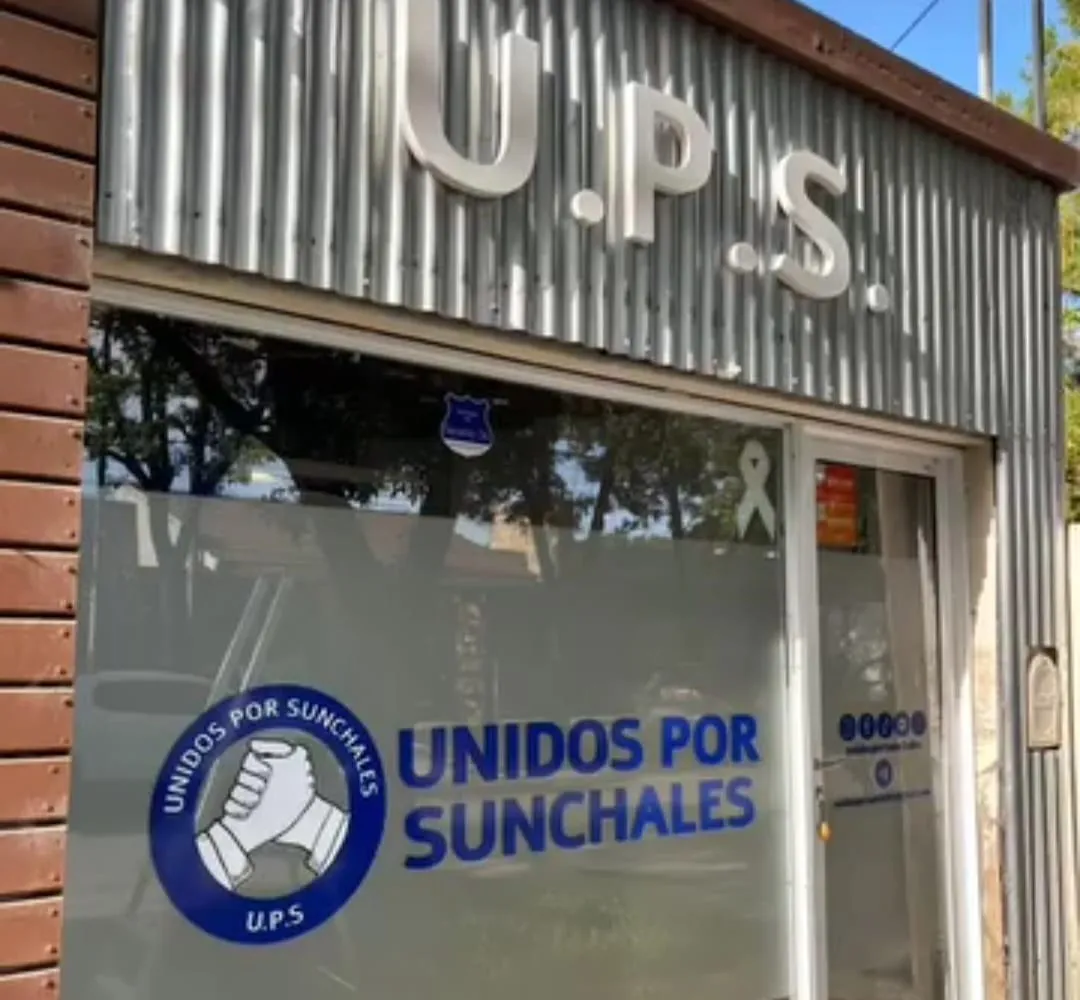 U.P.S.
UNIDOS POR SUNCHALES
U.P.S
UNIDOS POR
SUNCHALES